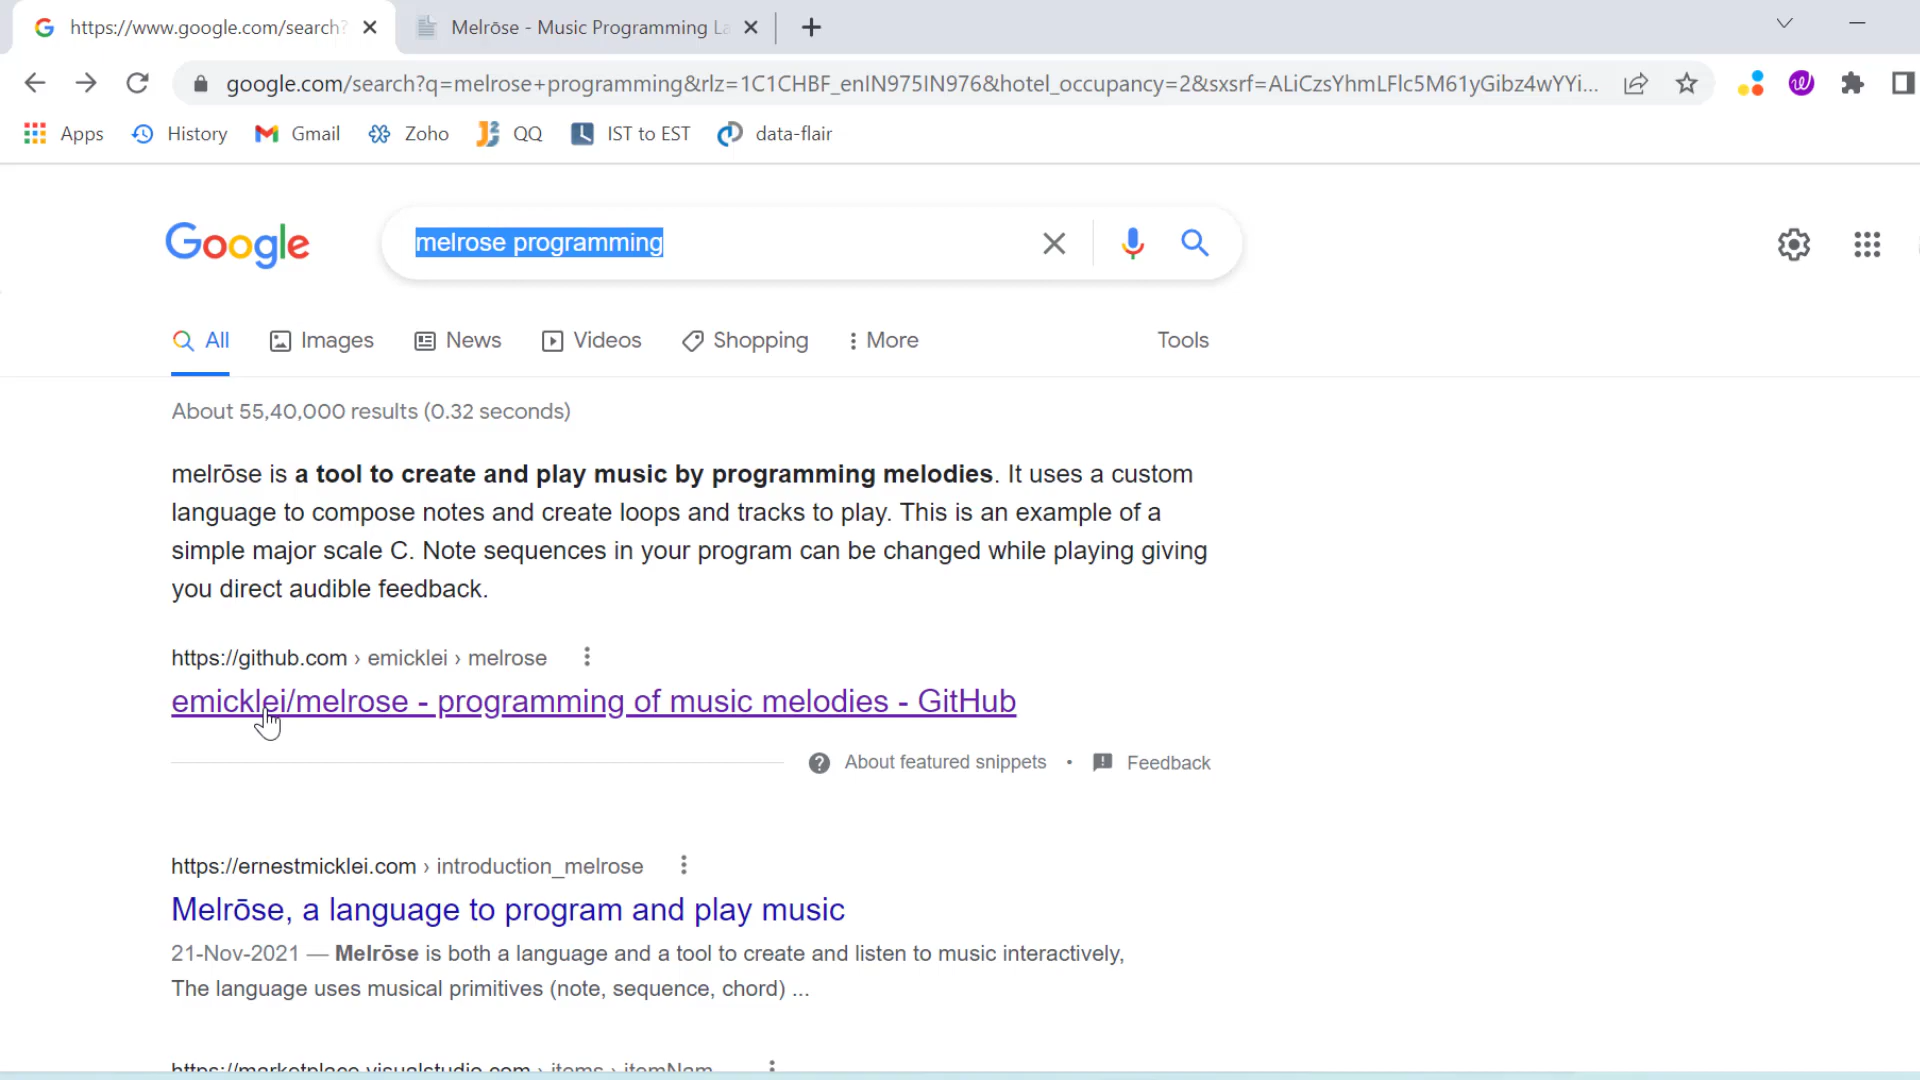 https://www.google.com/search?
Melrōse - Music Programming La
google.com/search?q=melrose+programming&rlz=1C1CHBF_enIN975IN976&hotel_occupancy=2&sxsrf=ALiCzsYhmLFlc5M61yGibz4wYYi...
Apps History Gmail Zoho QQ IST to EST data-flair
Google melrose programming
All Images News Videos Shopping More Tools
About 55,40,000 results (0.32 seconds)
melrōse is a tool to create and play music by programming melodies. It uses a custom
language to compose notes and create loops and tracks to play. This is an example of a
simple major scale C. Note sequences in your program can be changed while playing giving
you direct audible feedback.
https://github.com › emicklei › melrose
emicklei/melrose - programming of music melodies - GitHub
About featured snippets • Feedback
https://ernestmicklei.com › introduction_melrose
Melrōse, a language to program and play music
21-Nov-2021 — Melrōse is both a language and a tool to create and listen to music interactively,
The language uses musical primitives (note, sequence, chord) ...
https://marketplace.visualstudio.com › items › itemNam...